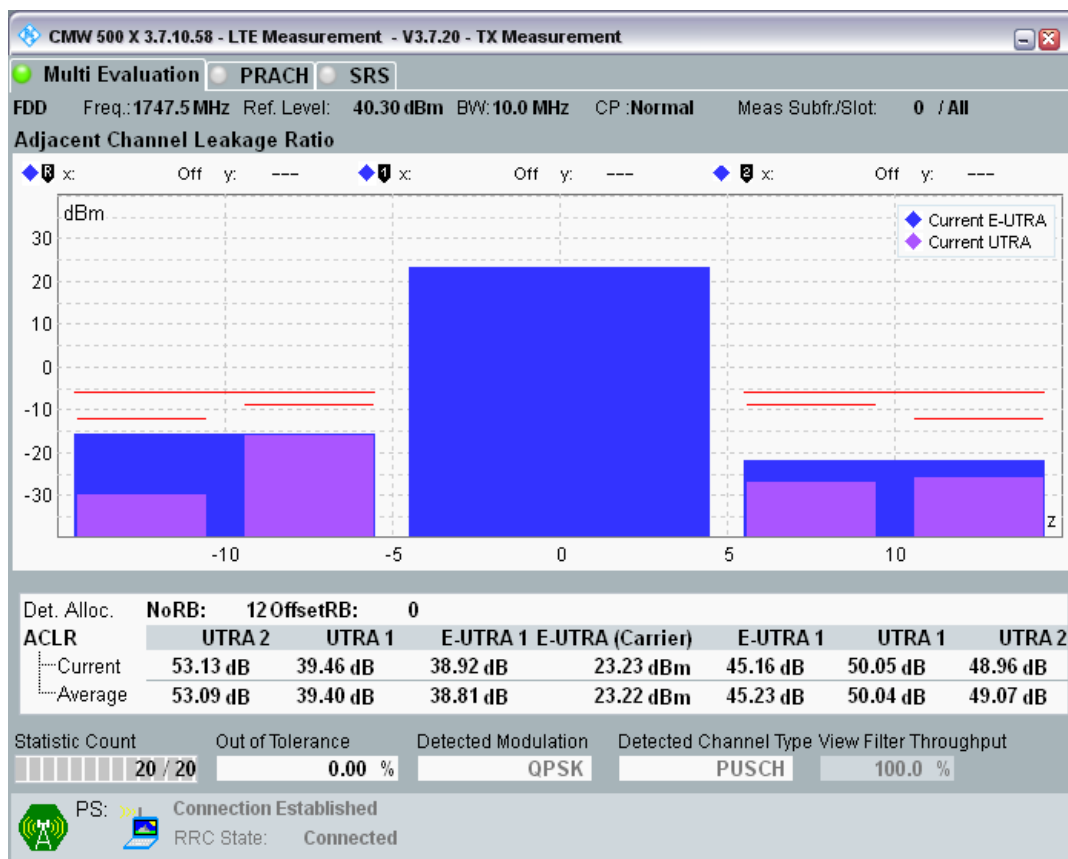 CMW 500 X 3.7.10.58 - LTE Measurement - V3.7.20 - TX Measurement
Multi Evaluation PRACH SRS
FDD Freq.: 1747.5 MHz Ref. Level: 40.30 dBm BW: 10.0 MHz CP :Normal Meas Subfr./Slot: 0 / All
Adjacent Channel Leakage Ratio
R x: Off y: --- 1 x: Off y: --- 2 x: Off y: ---
dBm
Current E-UTRA
Current UTRA
30
20
10
0
-10
-20
-30
z
-10 -5 0 5 10
Det. Alloc. NoRB: 12 OffsetRB: 0
ACLR UTRA 2 UTRA 1 E-UTRA 1 E-UTRA (Carrier) E-UTRA 1 UTRA 1 UTRA 2
Current 53.13 dB 39.46 dB 38.92 dB 23.23 dBm 45.16 dB 50.05 dB 48.96 dB
Average 53.09 dB 39.40 dB 38.81 dB 23.22 dBm 45.23 dB 50.04 dB 49.07 dB
Statistic Count Out of Tolerance Detected Modulation Detected Channel Type View Filter Throughput
20 / 20 0.00 % QPSK PUSCH 100.0 %
PS: Connection Established
RRC State: Connected